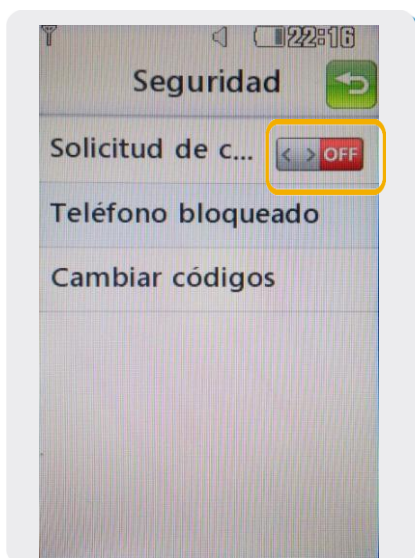 22:16
Seguridad
Solicitud de c... < > OFF
Teléfono bloqueado
Cambiar códigos